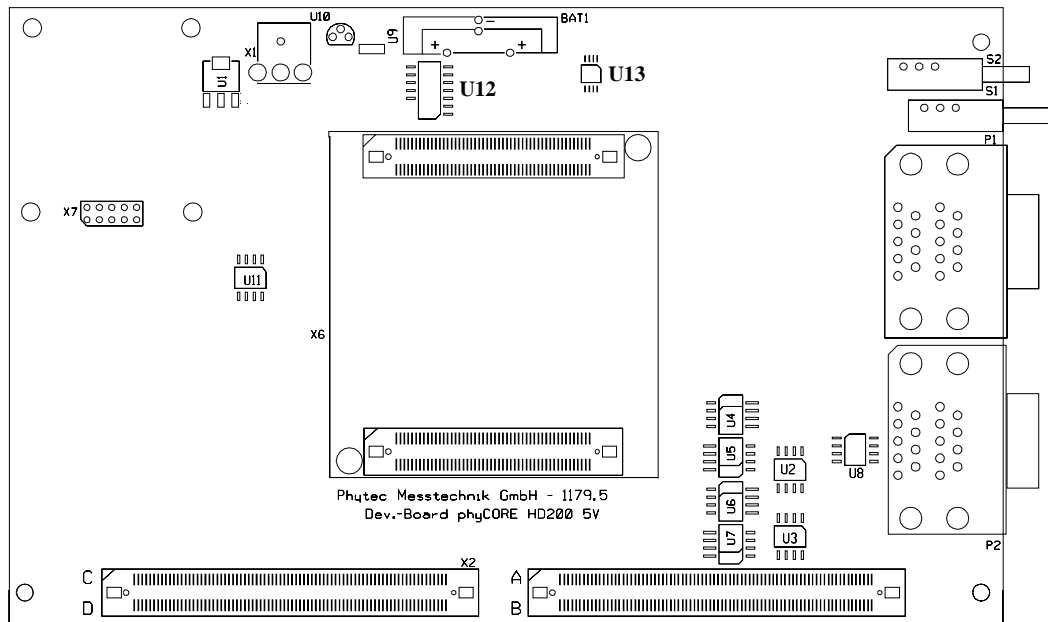 U10
BAT1
U9
X1
- 
+ +
S2
U1
U12
U13
S1
P1
X7
U11
X6
U4
U5
U2
U8
U6
U7
U3
Phytec Messtechnik GmbH - 1179.5
Dev.-Board phyCORE HD200 5V
P2
X2
C
A
D
B